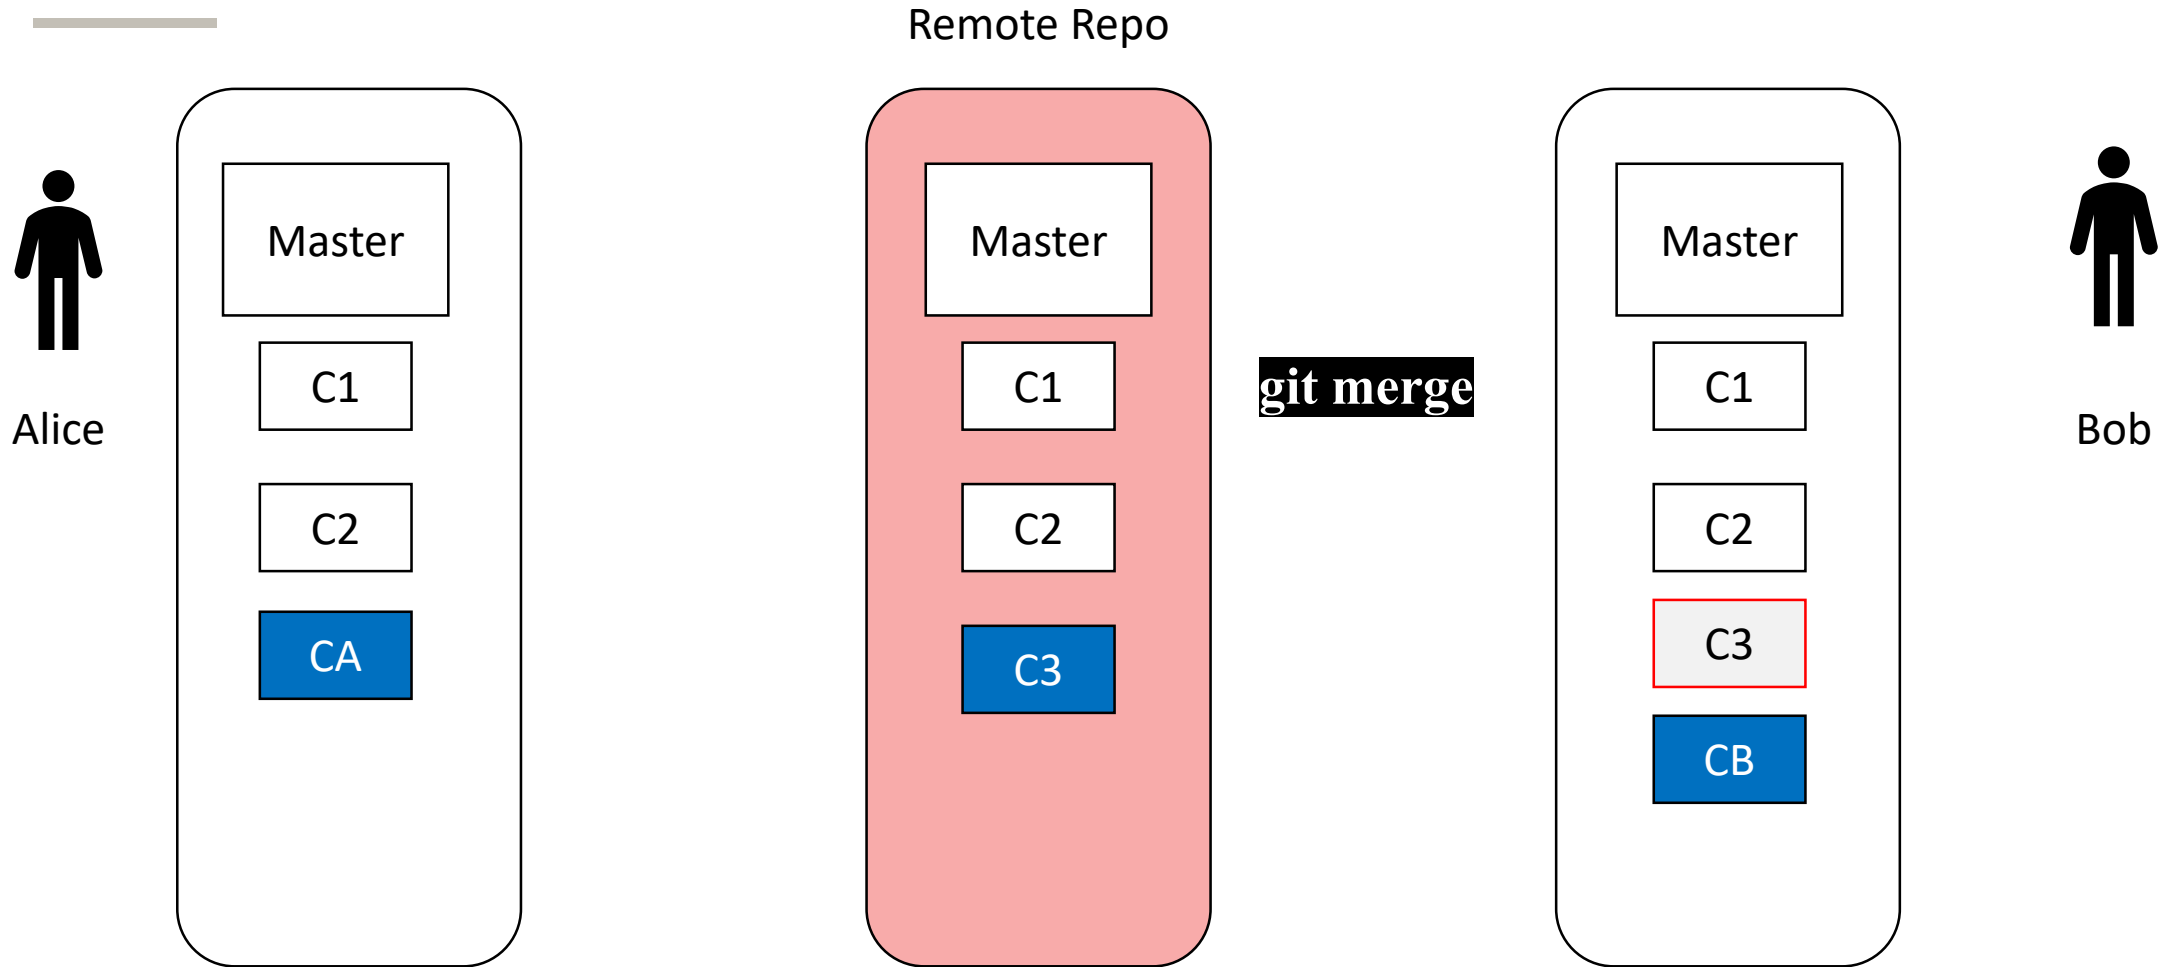 Remote Repo
Alice
Master
C1
C2
CA
Master
C1
C2
C3
git merge
Master
C1
C2
C3
CB
Bob